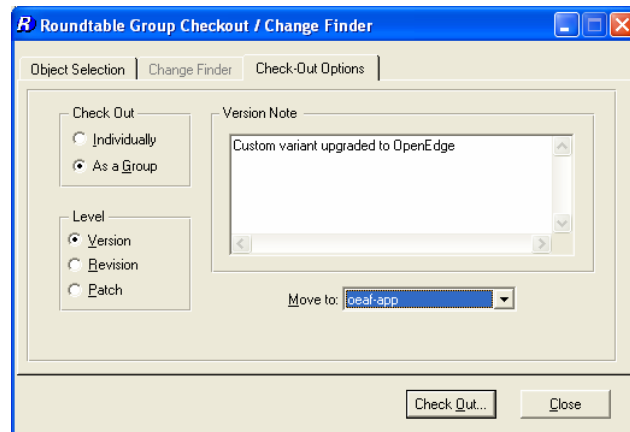 R Roundtable Group Checkout / Change Finder
Object Selection
Change Finder
Check-Out Options
Check Out
Individually
As a Group
Level
Version
Revision
Patch
Version Note
Custom variant upgraded to OpenEdge
Move to: oeaf-app
Check Out...
Close